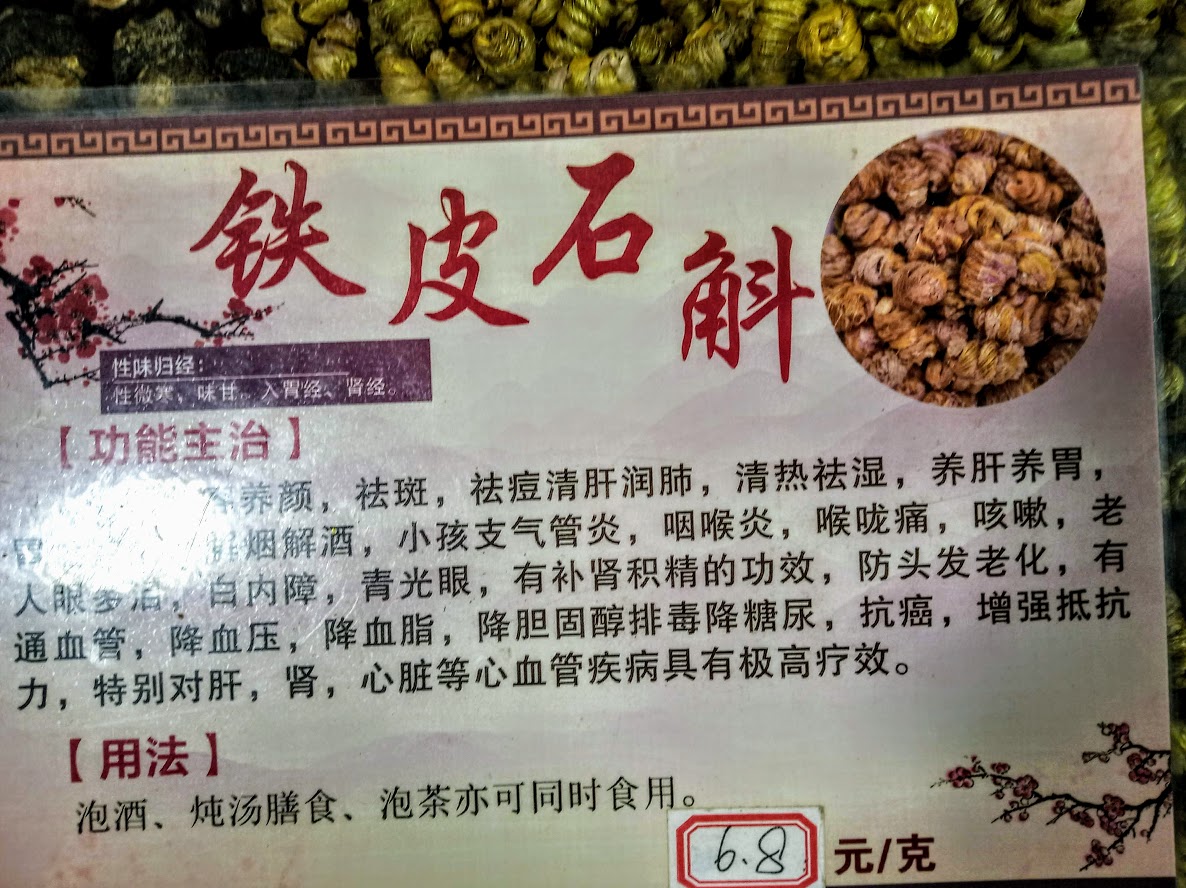 铁皮石斛
性味归经：
性微寒，味甘。入胃经、肾经。
【功能主治】
养颜，祛斑，祛痘清肝润肺，清热祛湿，养肝养胃，
烟解酒，小孩支气管炎，咽喉炎，喉咙痛，咳嗽，老
人眼多泪，白内障，青光眼，有补肾积精的功效，防头发老化，有
通血管，降血压，降血脂，降胆固醇排毒降糖尿，抗癌，增强抵抗
力，特别对肝，肾，心脏等心血管疾病具有极高疗效。
【用法】
泡酒、炖汤膳食、泡茶亦可同时食用。
6.8 元/克